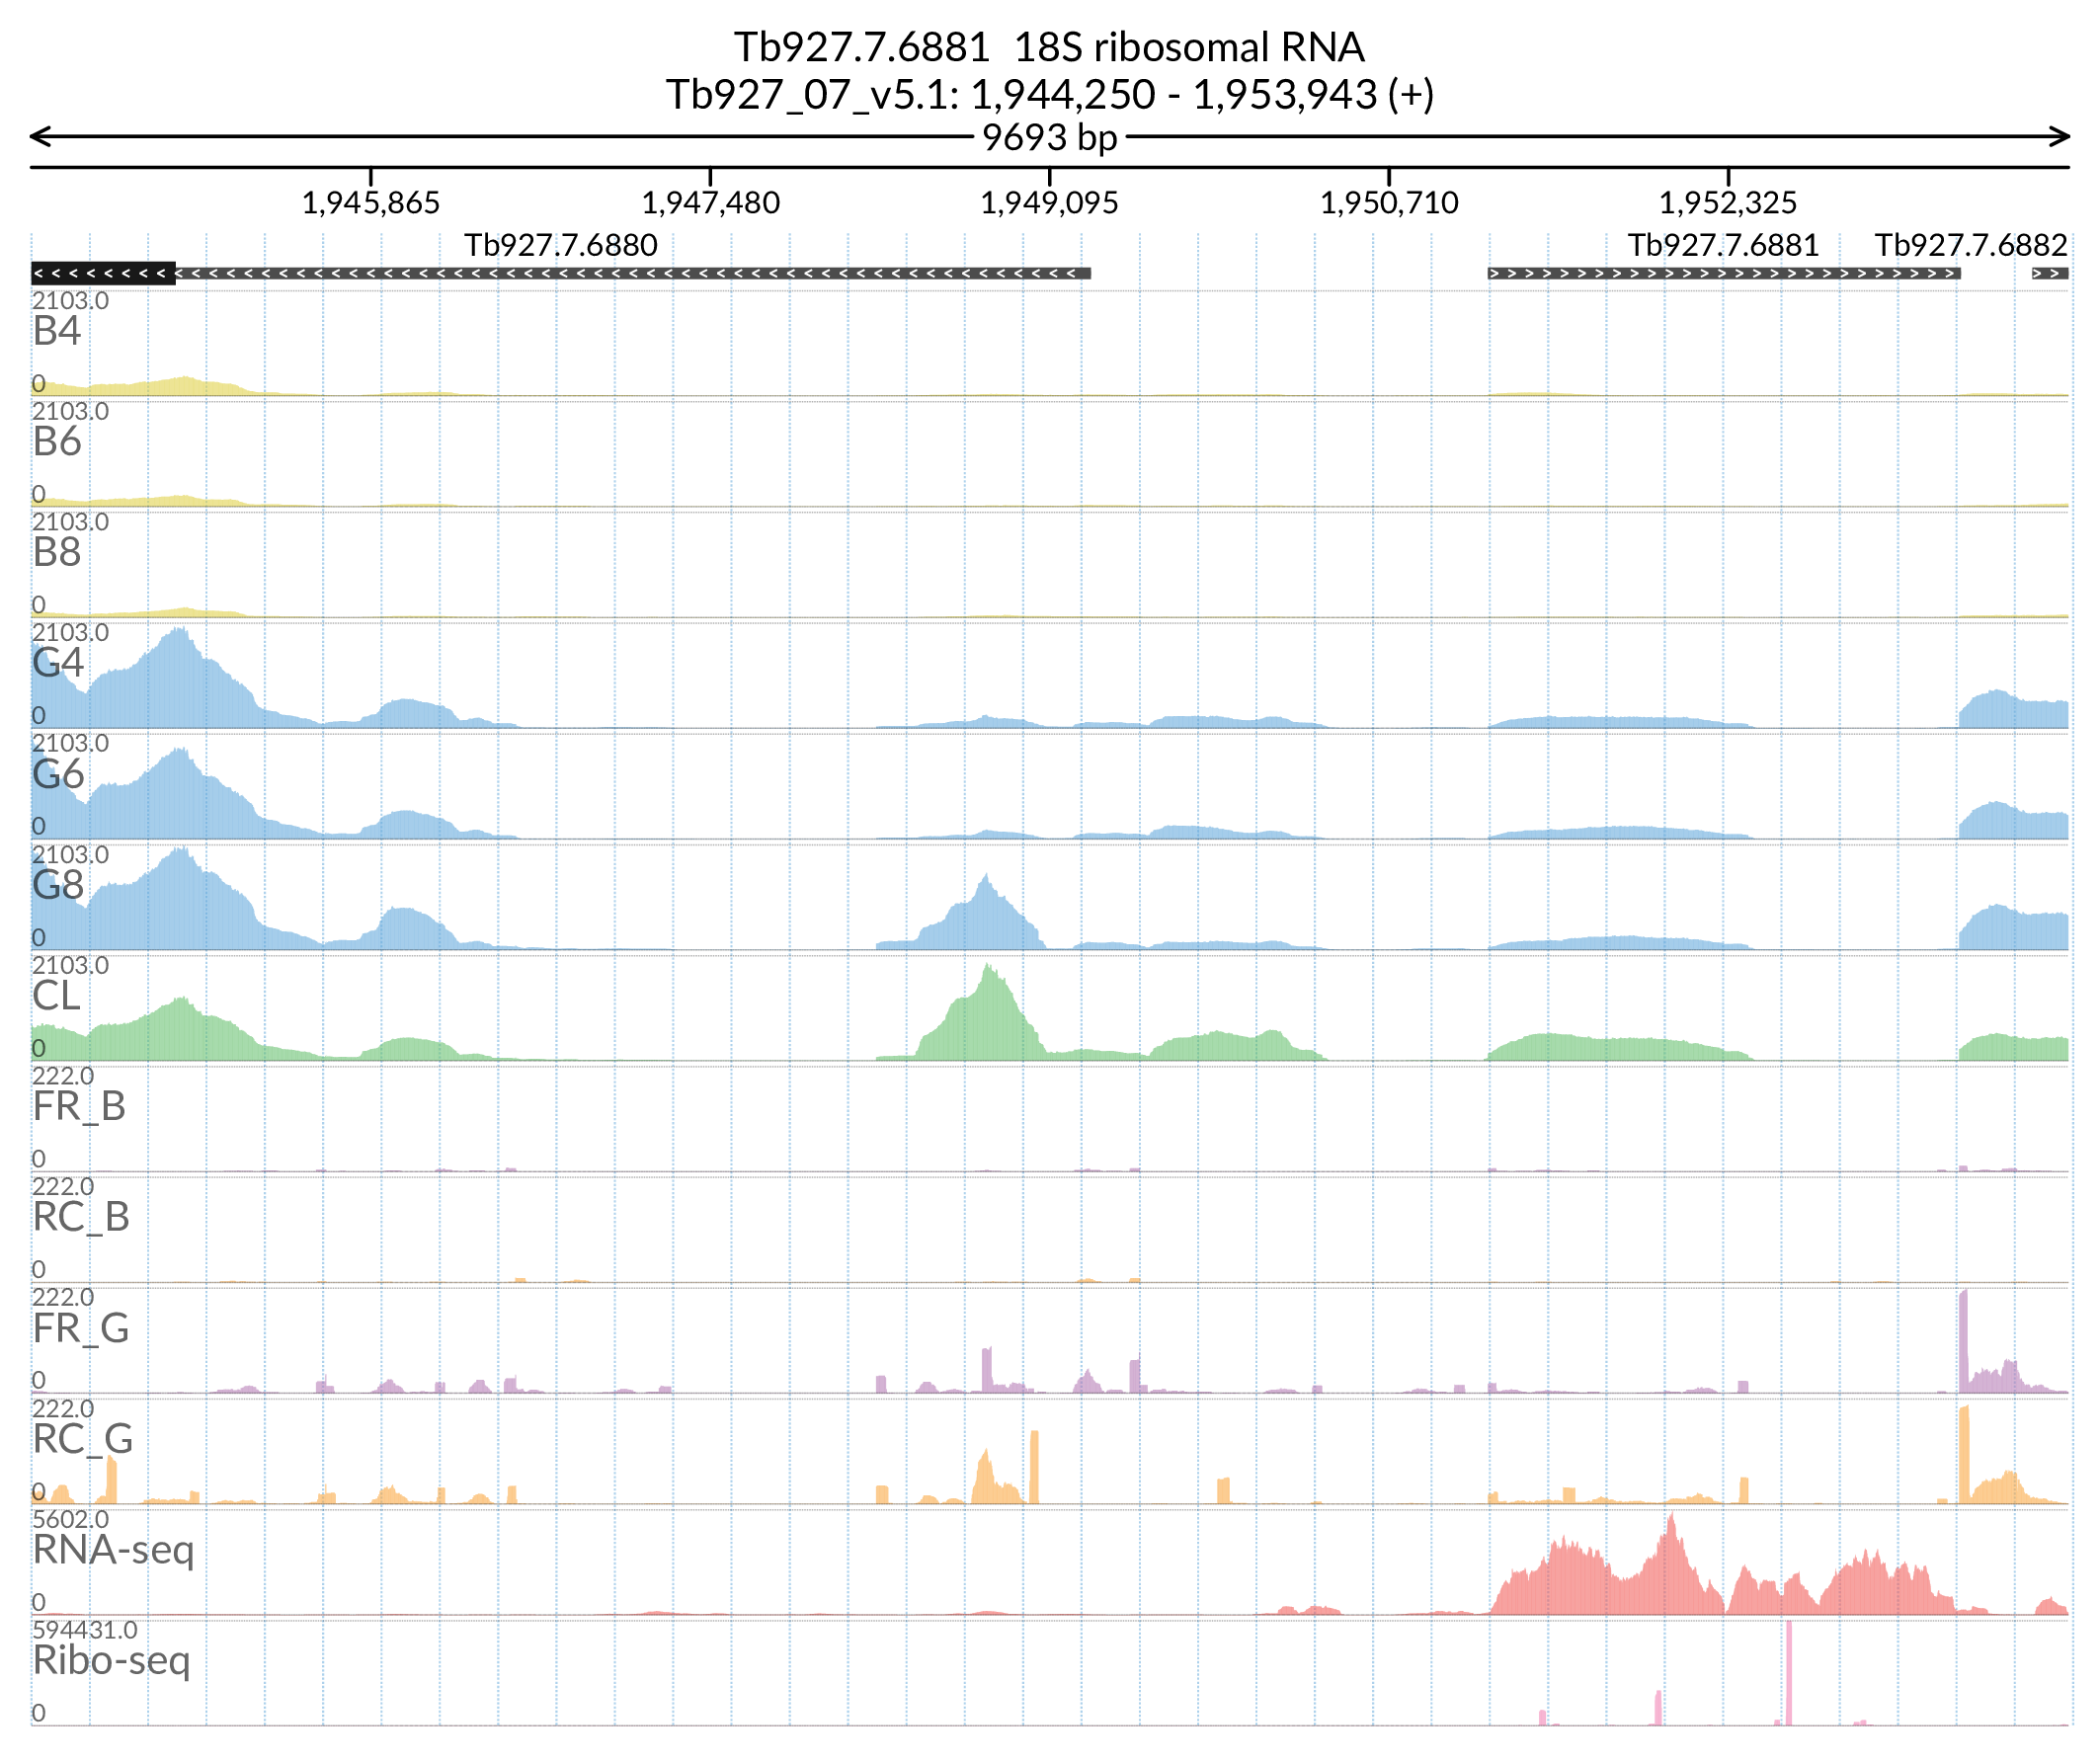 Tb927.7.6881 18S ribosomal RNA
Tb927_07_v5.1: 1,944,250 - 1,953,943 (+)
9693 bp
1,945,865 1,947,480 1,949,095 1,950,710 1,952,325
Tb927.7.6880 Tb927.7.6881 Tb927.7.6882
2103.0
B4
0
2103.0
B6
0
2103.0
B8
0
2103.0
G4
0
2103.0
G6
0
2103.0
G8
0
2103.0
CL
0
222.0
FR_B
0
222.0
RC_B
0
222.0
FR_G
0
222.0
RC_G
0
5602.0
RNA-seq
0
594431.0
Ribo-seq
0